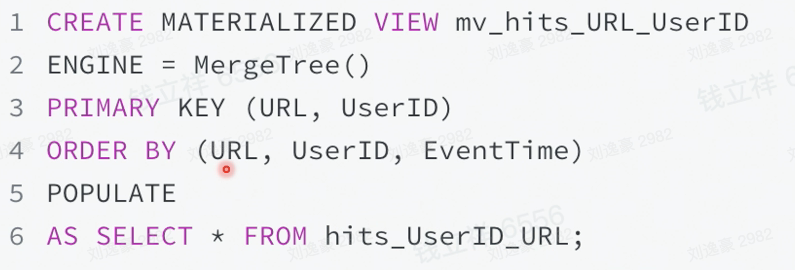 1 CREATE MATERIALIZED VIEW mv_hits_URL_UserID
2 ENGINE = MergeTree()
3 PRIMARY KEY (URL, UserID)
4 ORDER BY (URL, UserID, EventTime)
5 POPULATE
6 AS SELECT * FROM hits_UserID_URL;
钱立祥 6556
刘逸豪 2982